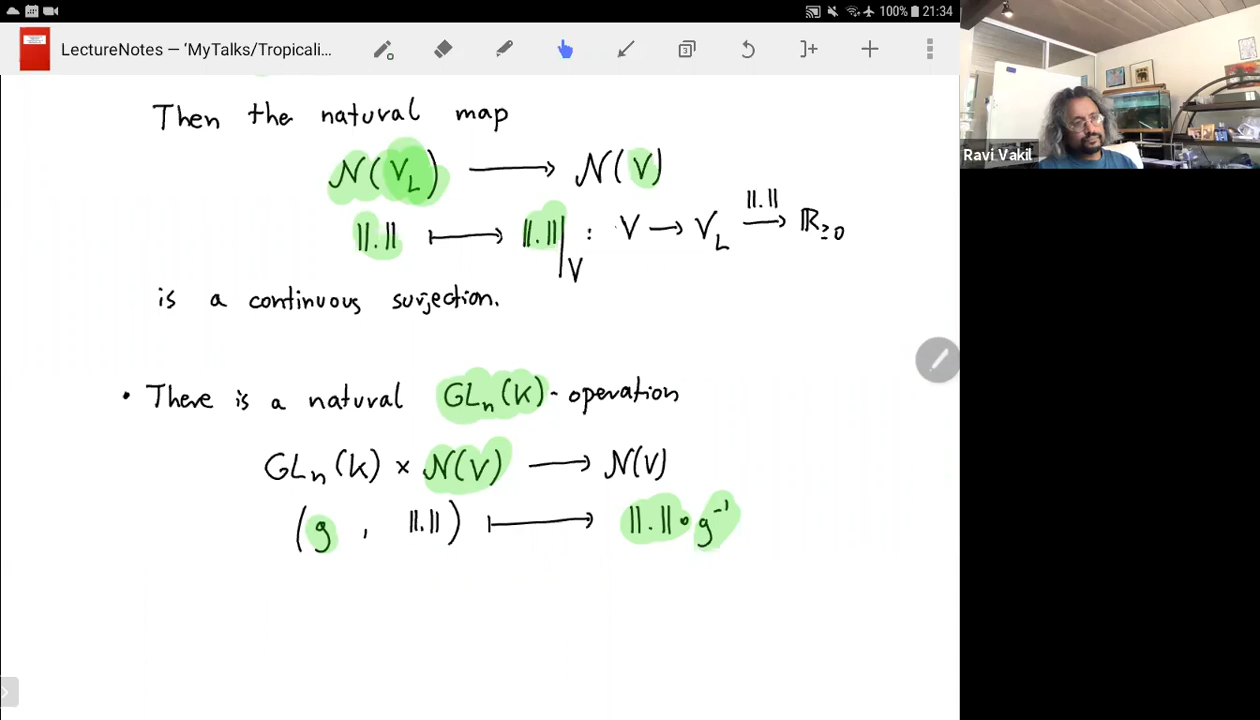 100% 21:34
LectureNotes – ‘MyTalks/Tropicali...
Then the natural map
N(V_L) ⟶ N(V)
||.|| ⟼ ||.|||_V : V → V_L —||.||→ ℝ_≥0
is a continuous surjection.
• There is a natural GL_n(K)-operation
GL_n(K) × N(V) ⟶ N(V)
(g , ||.||) ⟼ ||.|| ∘ g^-1
Ravi Vakil